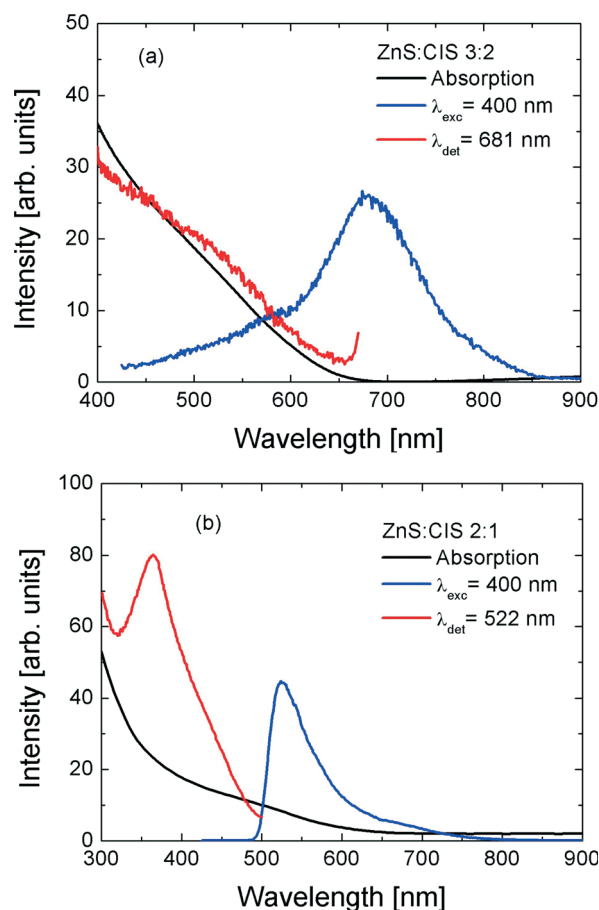 50
40
30
20
10
0
Intensity [arb. units]
(a)
ZnS:CIS 3:2
Absorption
λexc= 400 nm
λdet= 681 nm
400 500 600 700 800 900
Wavelength [nm]
100
80
60
40
20
0
Intensity [arb. units]
(b)
ZnS:CIS 2:1
Absorption
λexc= 400 nm
λdet= 522 nm
300 400 500 600 700 800 900
Wavelength [nm]